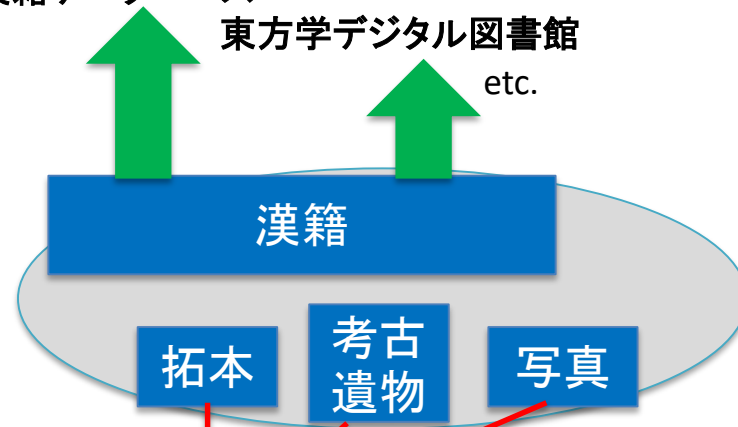 東方学デジタル図書館
etc.
漢籍
拓本
考古
遺物
写真